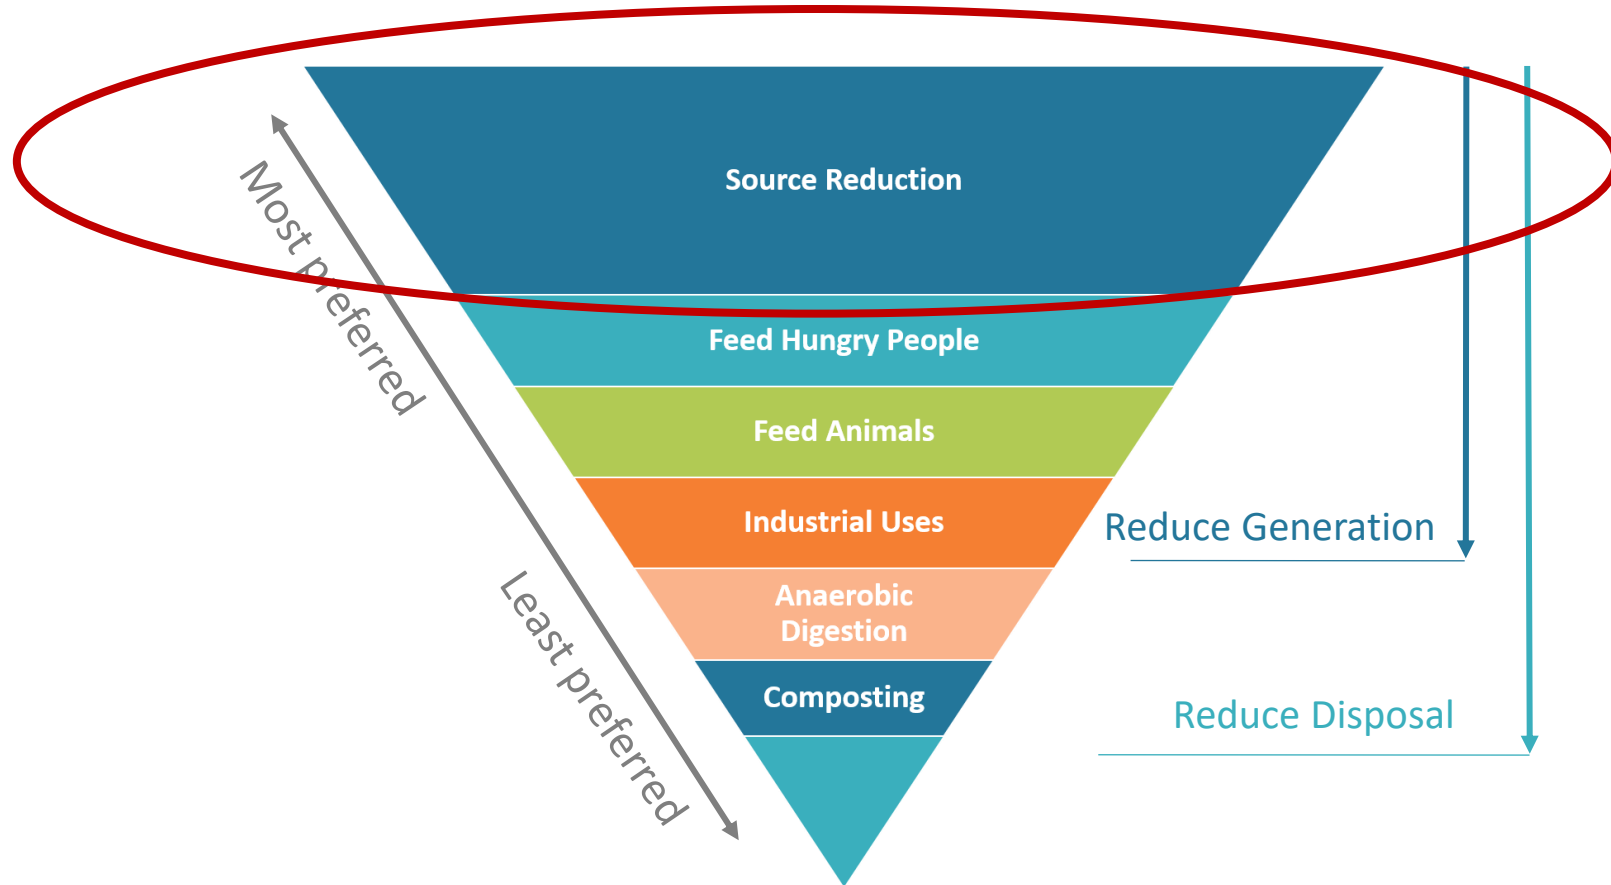 Source Reduction
Most preferred
Feed Hungry People
Feed Animals
Industrial Uses
Reduce Generation
Anaerobic
Digestion
Least preferred
Composting
Reduce Disposal